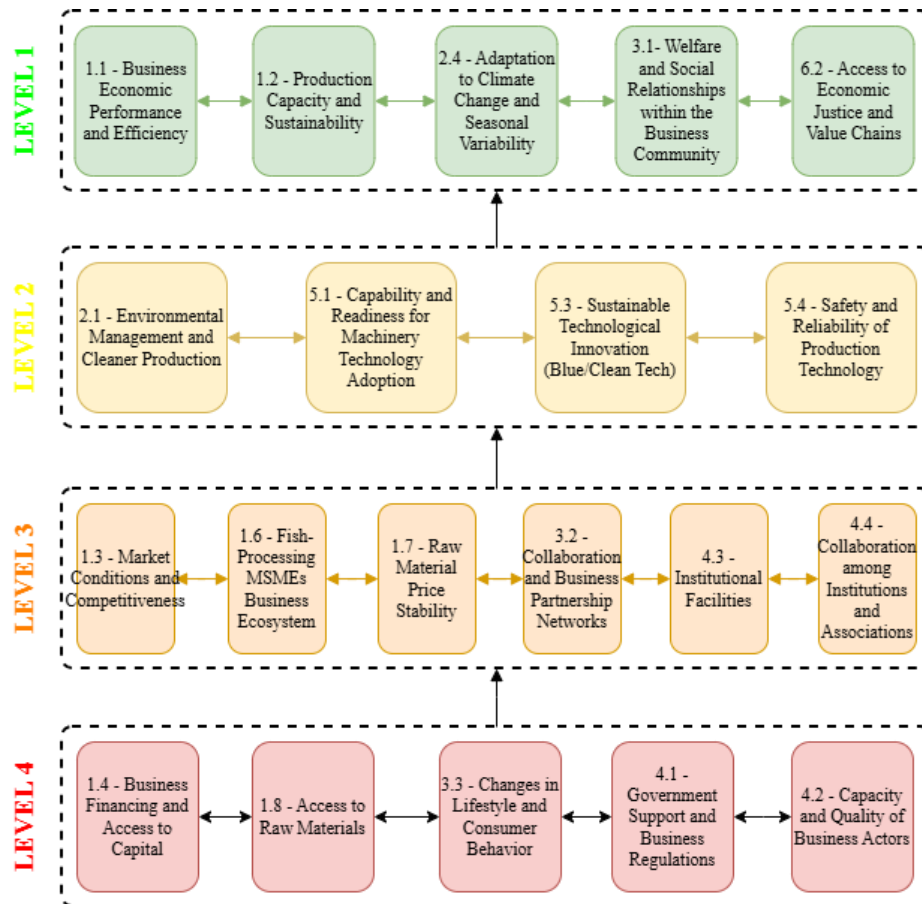 LEVEL 1
1.1 - Business
Economic
Performance
and Efficiency
1.2 - Production
Capacity and
Sustainability
2.4 - Adaptation
to Climate
Change and
Seasonal
Variability
3.1- Welfare
and Social
Relationships
within the
Business
Community
6.2 - Access to
Economic
Justice and
Value Chains
LEVEL 2
2.1 - Environmental
Management and
Cleaner Production
5.1 - Capability and
Readiness for
Machinery
Technology
Adoption
5.3 - Sustainable
Technological
Innovation
(Blue/Clean Tech)
5.4 - Safety and
Reliability of
Production
Technology
LEVEL 3
1.3 - Market
Conditions and
Competitiveness
1.6 - Fish-
Processing
MSMEs
Business
Ecosystem
1.7 - Raw
Material
Price
Stability
3.2 -
Collaboration
and Business
Partnership
Networks
4.3 -
Institutional
Facilities
4.4 -
Collaboration
among
Institutions
and
Associations
LEVEL 4
1.4 - Business
Financing and
Access to
Capital
1.8 - Access to
Raw Materials
3.3 - Changes in
Lifestyle and
Consumer
Behavior
4.1 -
Government
Support and
Business
Regulations
4.2 - Capacity
and Quality of
Business Actors